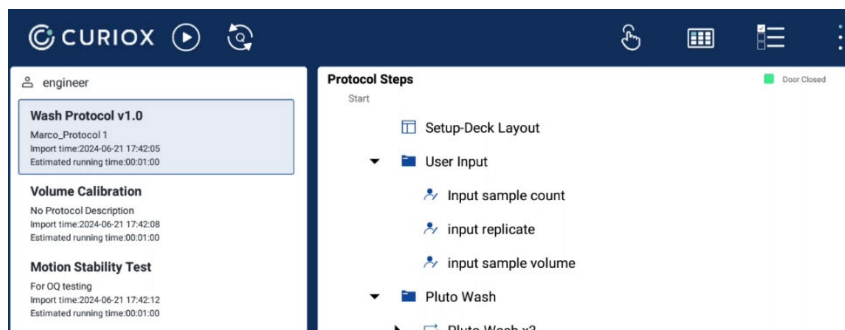 CURIOX
engineer
Wash Protocol v1.0
Marco_Protocol 1
Import time:2024-06-21 17:42:05
Estimated running time:00:01:00
Volume Calibration
No Protocol Description
Import time:2024-06-21 17:42:08
Estimated running time:00:01:00
Motion Stability Test
For OQ testing
Import time:2024-06-21 17:42:12
Estimated running time:00:01:00
Protocol Steps
Door Closed
Start
Setup-Deck Layout
User Input
Input sample count
input replicate
input sample volume
Pluto Wash
Pluto Wash x3